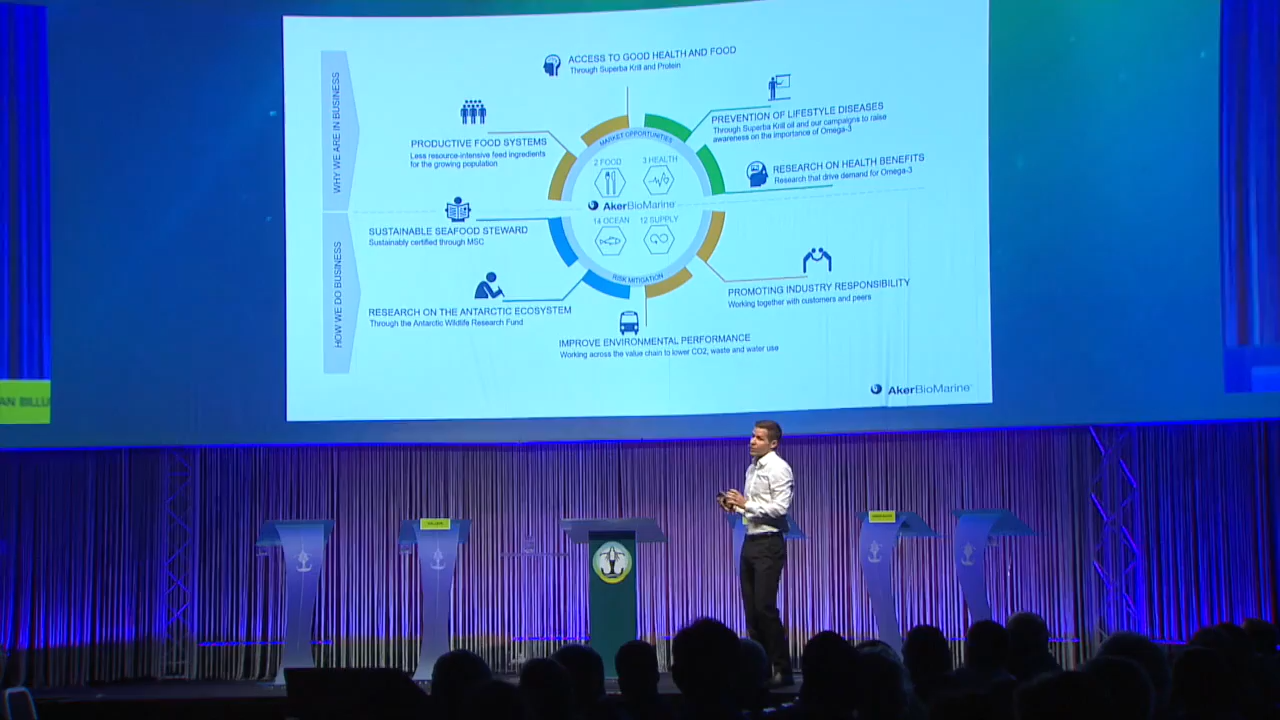 ACCESS TO GOOD HEALTH AND FOOD
Through Superba Krill and Protein
WHY WE ARE IN BUSINESS
PRODUCTIVE FOOD SYSTEMS
Less resource-intensive feed ingredients
for the growing population
PREVENTION OF LIFESTYLE DISEASES
Through Superba Krill oil and our campaigns to raise
awareness on the importance of Omega-3
MARKET OPPORTUNITIES
2 FOOD
3 HEALTH
RESEARCH ON HEALTH BENEFITS
Research that drive demand for Omega-3
AkerBioMarine
14 OCEAN
12 SUPPLY
RISK MITIGATION
HOW WE DO BUSINESS
SUSTAINABLE SEAFOOD STEWARD
Sustainably certified through MSC
RESEARCH ON THE ANTARCTIC ECOSYSTEM
Through the Antarctic Wildlife Research Fund
PROMOTING INDUSTRY RESPONSIBILITY
Working together with customers and peers
IMPROVE ENVIRONMENTAL PERFORMANCE
Working across the value chain to lower CO2, waste and water use
AkerBioMarine
AN BILLU